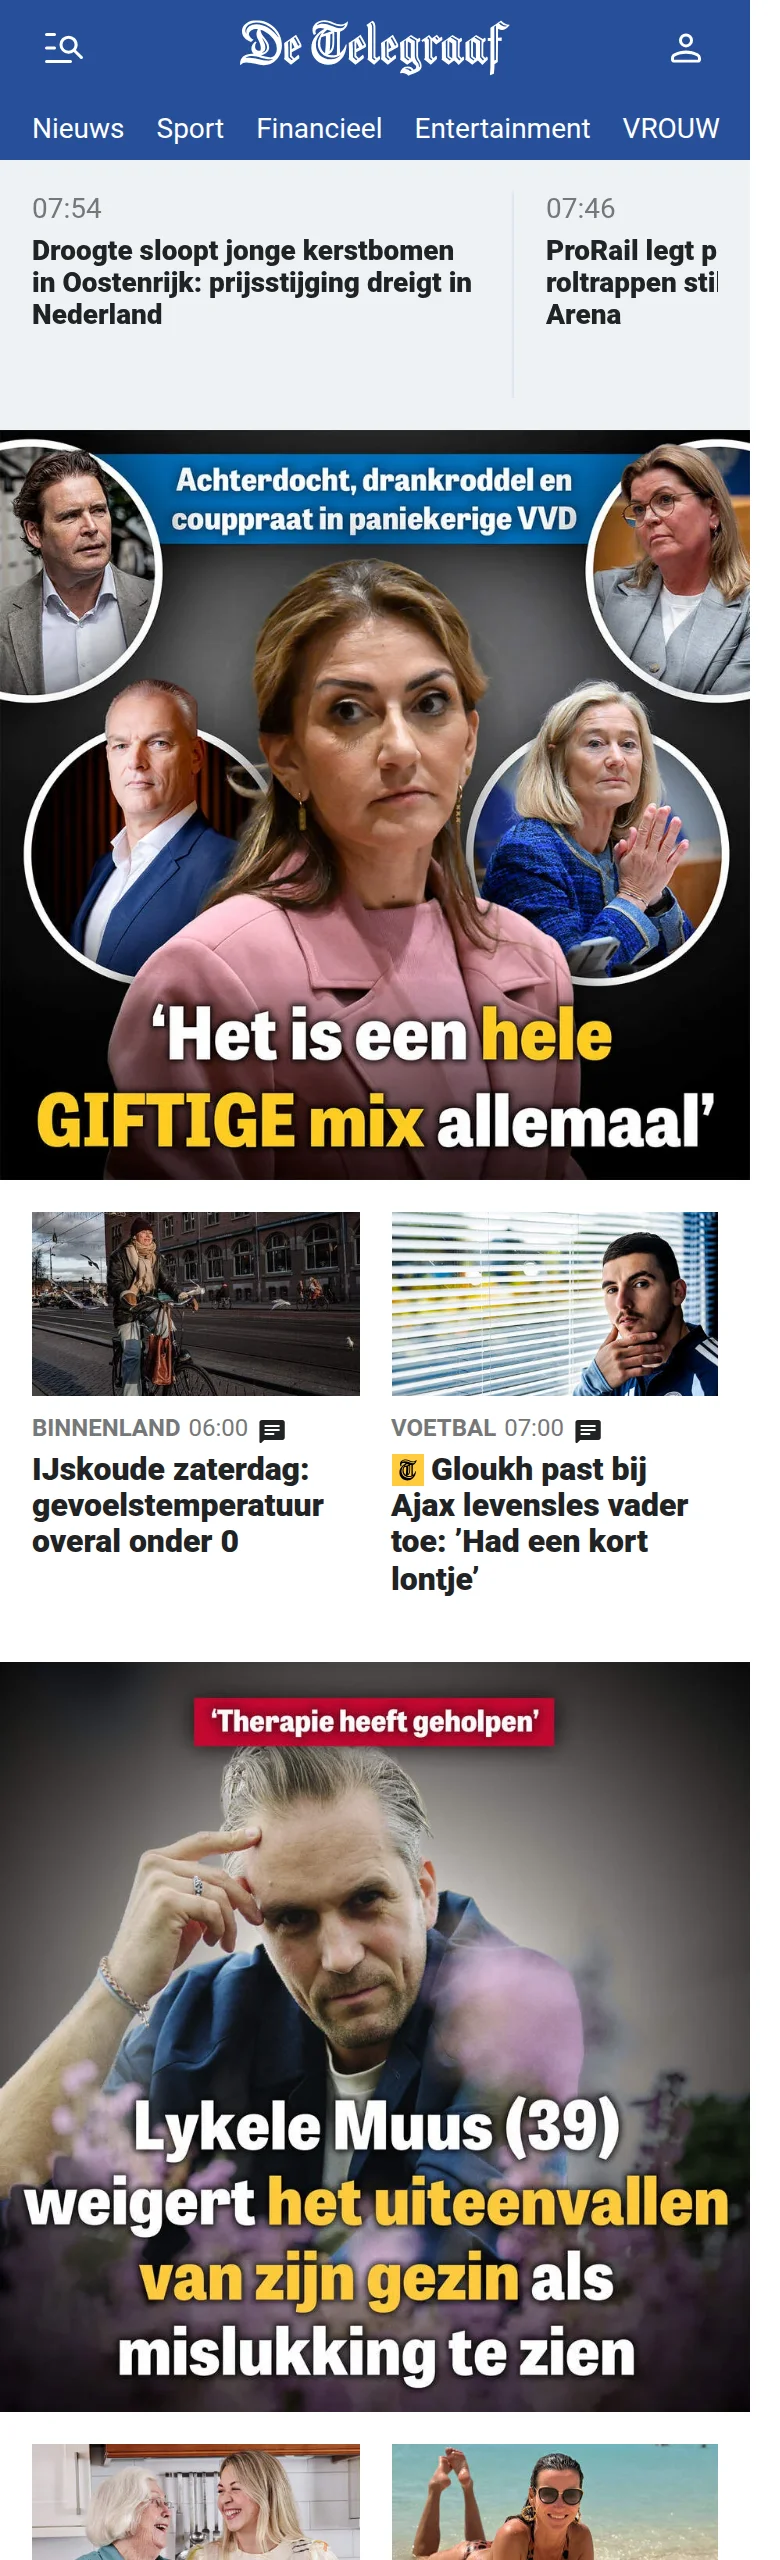 De Telegraaf
Nieuws Sport Financieel Entertainment VROUW
07:54
Droogte sloopt jonge kerstbomen
in Oostenrijk: prijsstijging dreigt in
Nederland
07:46
ProRail legt p
roltrappen stil
Arena
Achterdocht, drankroddel en
couppraat in paniekerige VVD
‘Het is een hele
GIFTIGE mix allemaal’
BINNENLAND 06:00
IJskoude zaterdag:
gevoelstemperatuur
overal onder 0
VOETBAL 07:00
T Gloukh past bij
Ajax levensles vader
toe: ’Had een kort
lontje’
‘Therapie heeft geholpen’
Lykele Muus (39)
weigert het uiteenvallen
van zijn gezin als
mislukking te zien